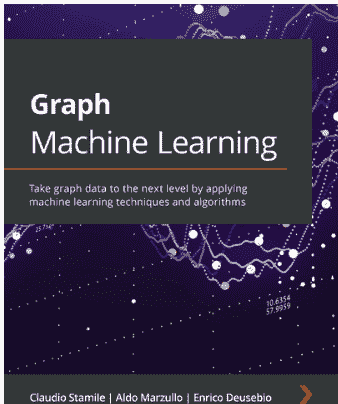 Graph
Machine Learning
Take graph data to the next level by applying
machine learning techniques and algorithms
10.6354
57.9959
Claudio Stamile | Aldo Marzullo | Enrico Deusebio